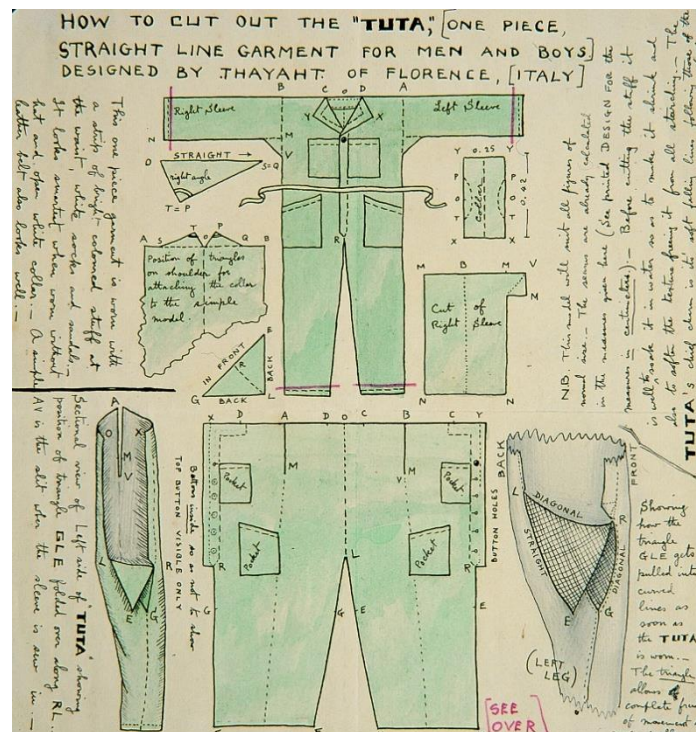 HOW TO CUT OUT THE "TUTA", [ONE PIECE,
STRAIGHT LINE GARMENT FOR MEN AND BOYS]
DESIGNED BY THAYAHT OF FLORENCE, [ITALY]
This one piece garment is worn with
a strip of bright coloured stuff at
the waist, white socks and sandals.
It looks smartest when worn without
hat and open white collar. — A simple
leather belt also looks well. —
B C O D A
Right Sleeve
Left Sleeve
Y X
N M V
STRAIGHT
O S=Q
right angle
T=P
A S T O P Q B
Position of triangles
on shoulder for
attaching the collar
to the simple
model.
R
E
IN FRONT
R
BACK
G BACK L
Y 0.25 Y
P P
O Collar O
T T
X X
0.42
M B M V
M
Cut of
Right Sleeve
N N
NB. This model will suit all figures of
normal size. — The seams are already calculated
in the measures given here (See printed DESIGN FOR the
measures in centimetres) — Before cutting the stuff it
is well to soak it in water so as to make it shrink and
also to soften the texture freeing it from all starching. — The
TUTA's chief charm is its soft falling lines following those of the
Sectional view of Left side of "TUTA" showing
position of triangle GLE folded over along RL.
AV is the slit when the sleeve is sewn in. —
A
O X
M
V
L R
E G
TOP BUTTON VISIBLE ONLY
Buttons inside so as not to show
X D A D O C B C Y
M M
V
Pocket
Pocket
Pocket
Pocket
R L R
G G E E
BUTTON HOLES
BACK
FRONT
L DIAGONAL R
STRAIGHT
DIAGONAL
E G
(LEFT
LEG)
Showing
how the
triangle
GLE gets
pulled into
curved
lines as
soon as
the TUTA
is worn. —
The triangle
allows
complete
of movement
[SEE
OVER]